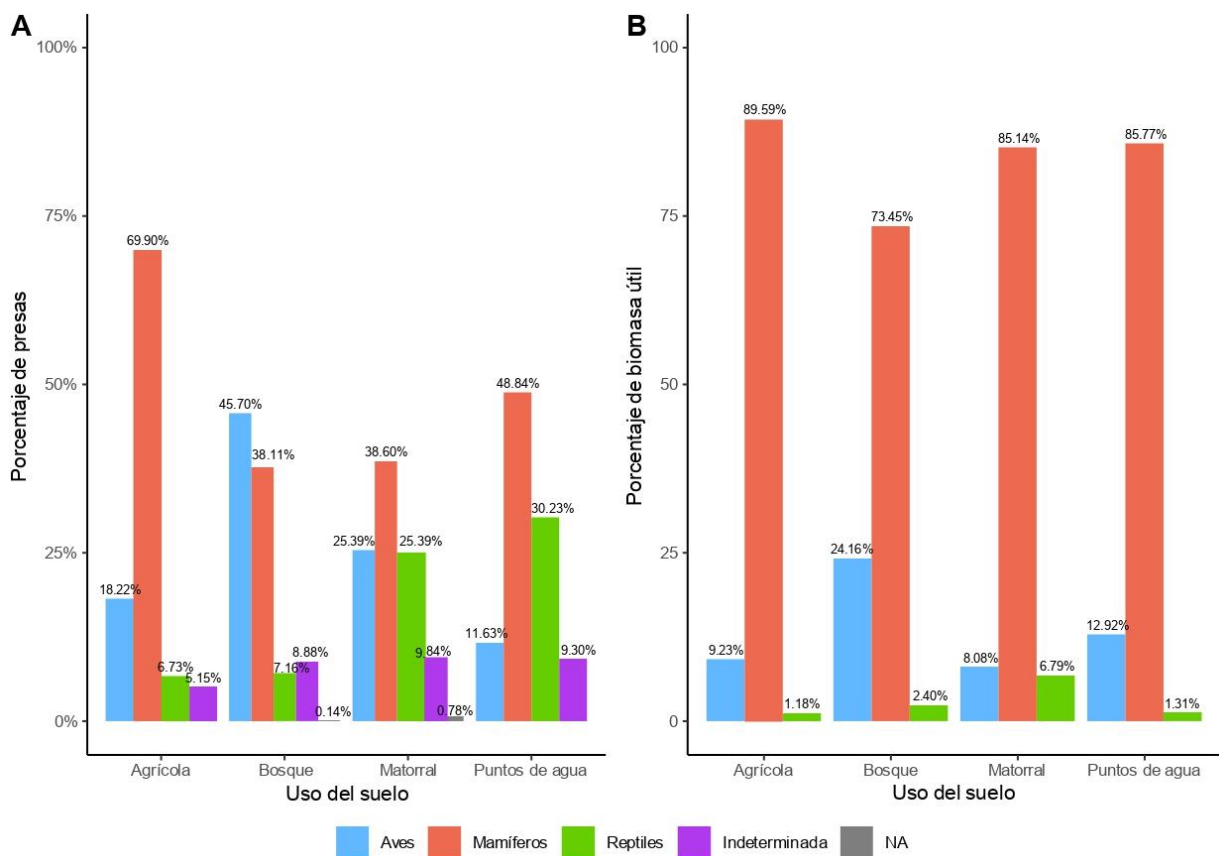 A
B
100%
75%
50%
25%
0%
Porcentaje de presas
18.22%
69.90%
6.73%
5.15%
45.70%
38.11%
7.16%
8.88%
0.14%
25.39%
38.60%
25.39%
9.84%
0.78%
11.63%
48.84%
30.23%
9.30%
Agrícola
Bosque
Matorral
Puntos de agua
Uso del suelo
100
75
50
25
0
Porcentaje de biomasa útil
9.23%
89.59%
1.18%
24.16%
73.45%
2.40%
8.08%
85.14%
6.79%
12.92%
85.77%
1.31%
Agrícola
Bosque
Matorral
Puntos de agua
Uso del suelo
Aves
Mamíferos
Reptiles
Indeterminada
NA